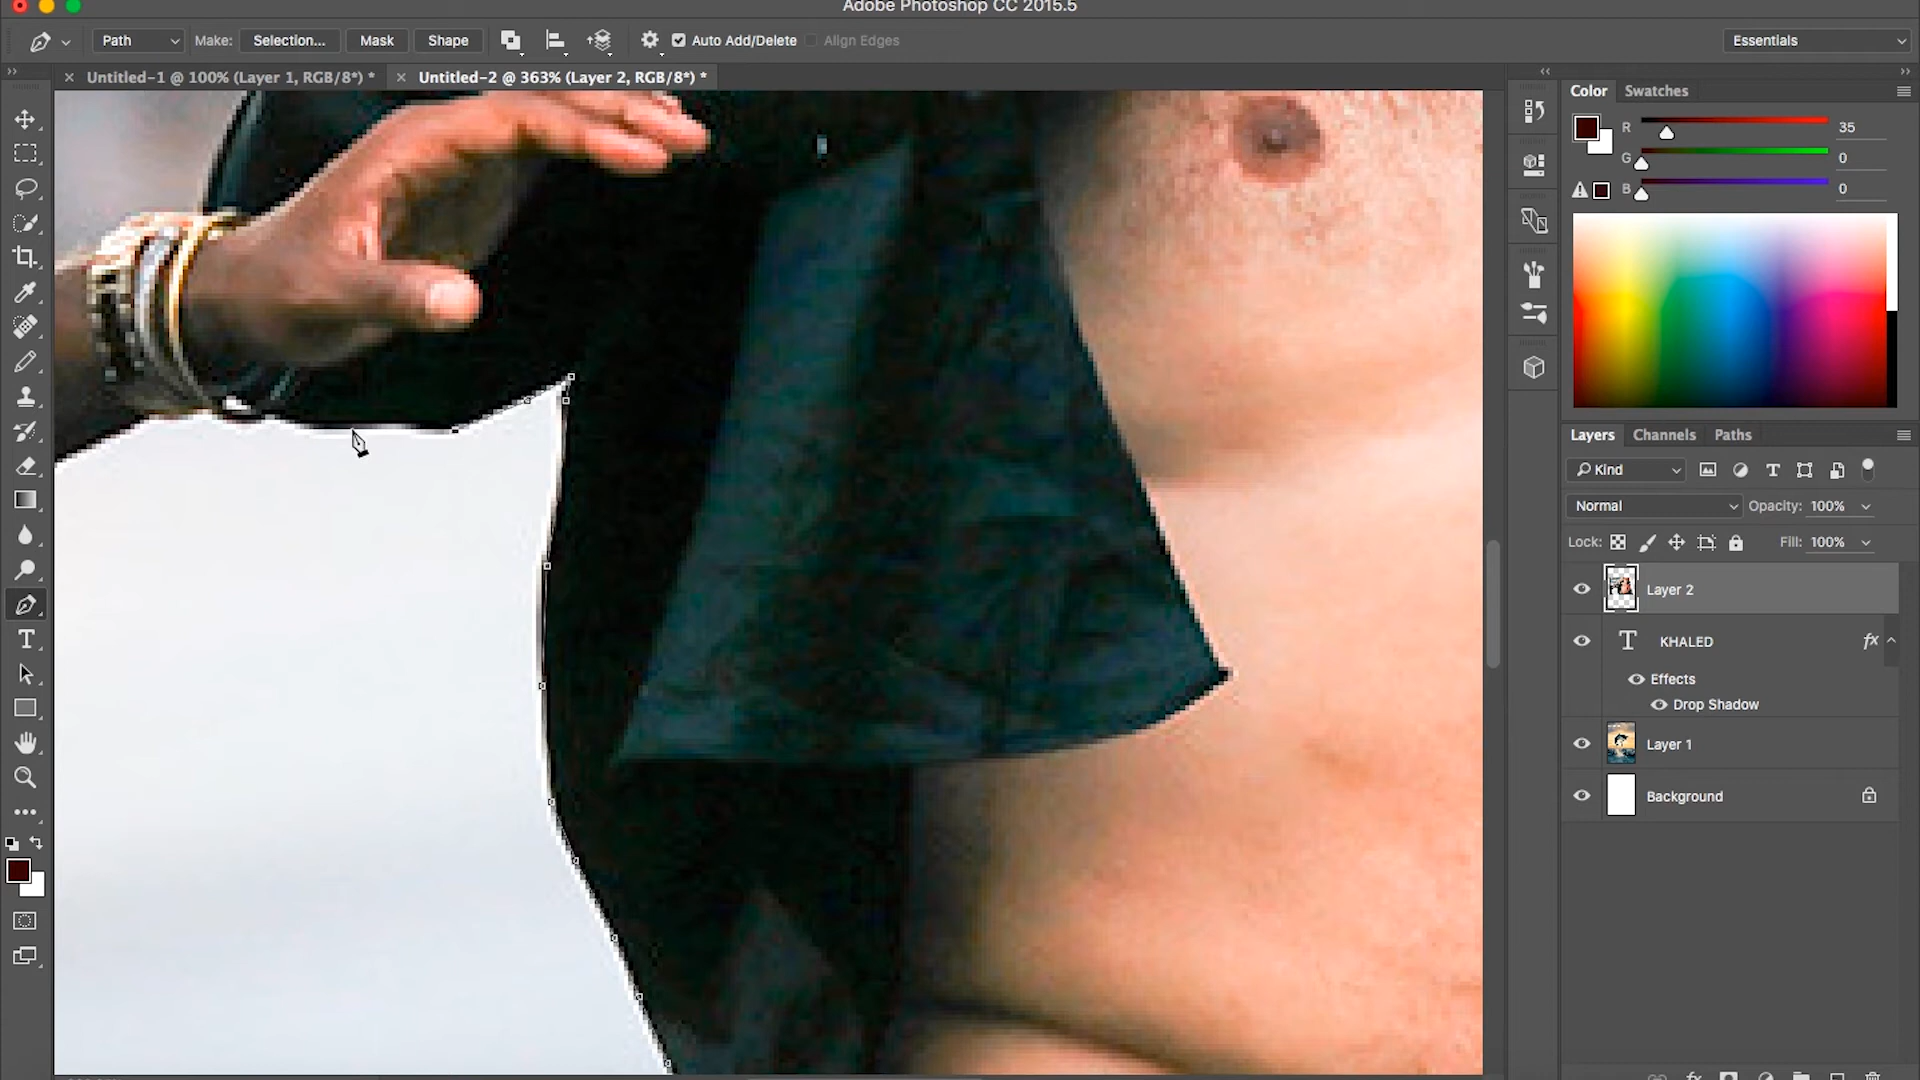 Adobe Photoshop CC 2015.5
Path Make: Selection... Mask Shape Auto Add/Delete Align Edges Essentials
Untitled-1 @ 100% (Layer 1, RGB/8*) * Untitled-2 @ 363% (Layer 2, RGB/8*) *
Color Swatches
R 35
G 0
B 0
Layers Channels Paths
Kind
Normal Opacity: 100%
Lock: Fill: 100%
Layer 2
KHALED fx
Effects
Drop Shadow
Layer 1
Background